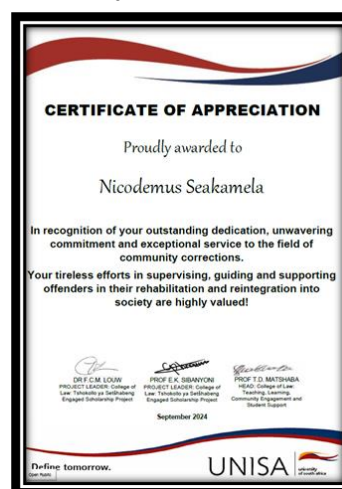 CERTIFICATE OF APPRECIATION
Proudly awarded to
Nicodemus Seakamela
In recognition of your outstanding dedication, unwavering
commitment and exceptional service to the field of
community corrections.
Your tireless efforts in supervising, guiding and supporting
offenders in their rehabilitation and reintegration into
society are highly valued!
DR F.C.M. LOUW
PROJECT LEADER: College of
Law: Tshokolo ya Setšhabeng
Engaged Scholarship Project
PROF E.K. SIBANYONI
PROJECT LEADER: College of
Law: Tshokolo ya Setšhabeng
Engaged Scholarship Project
PROF T.D. MATSHABA
HEAD: College of Law:
Teaching, Learning,
Community Engagement and
Student Support
September 2024
Define tomorrow.
Open Rubric
UNISA
university
of south africa